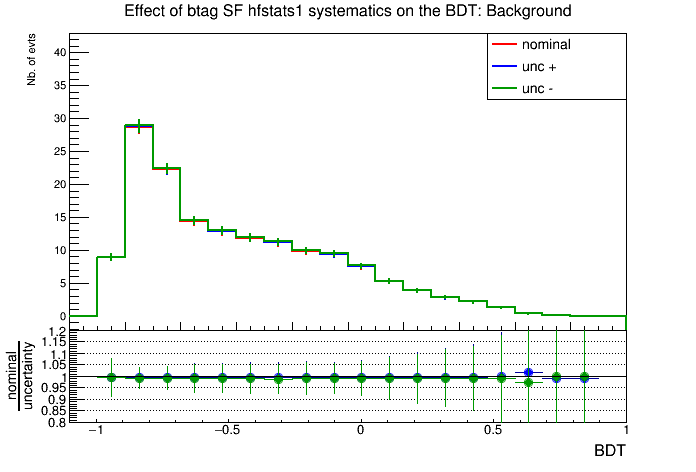 Effect of btag SF hfstats1 systematics on the BDT: Background
Nb. of evts
nominal
unc +
unc -
40
35
30
25
20
15
10
5
0
nominal
uncertainty
1.2
1.15
1.1
1.05
1
0.95
0.9
0.85
0.8
−1 −0.5 0 0.5 1
BDT